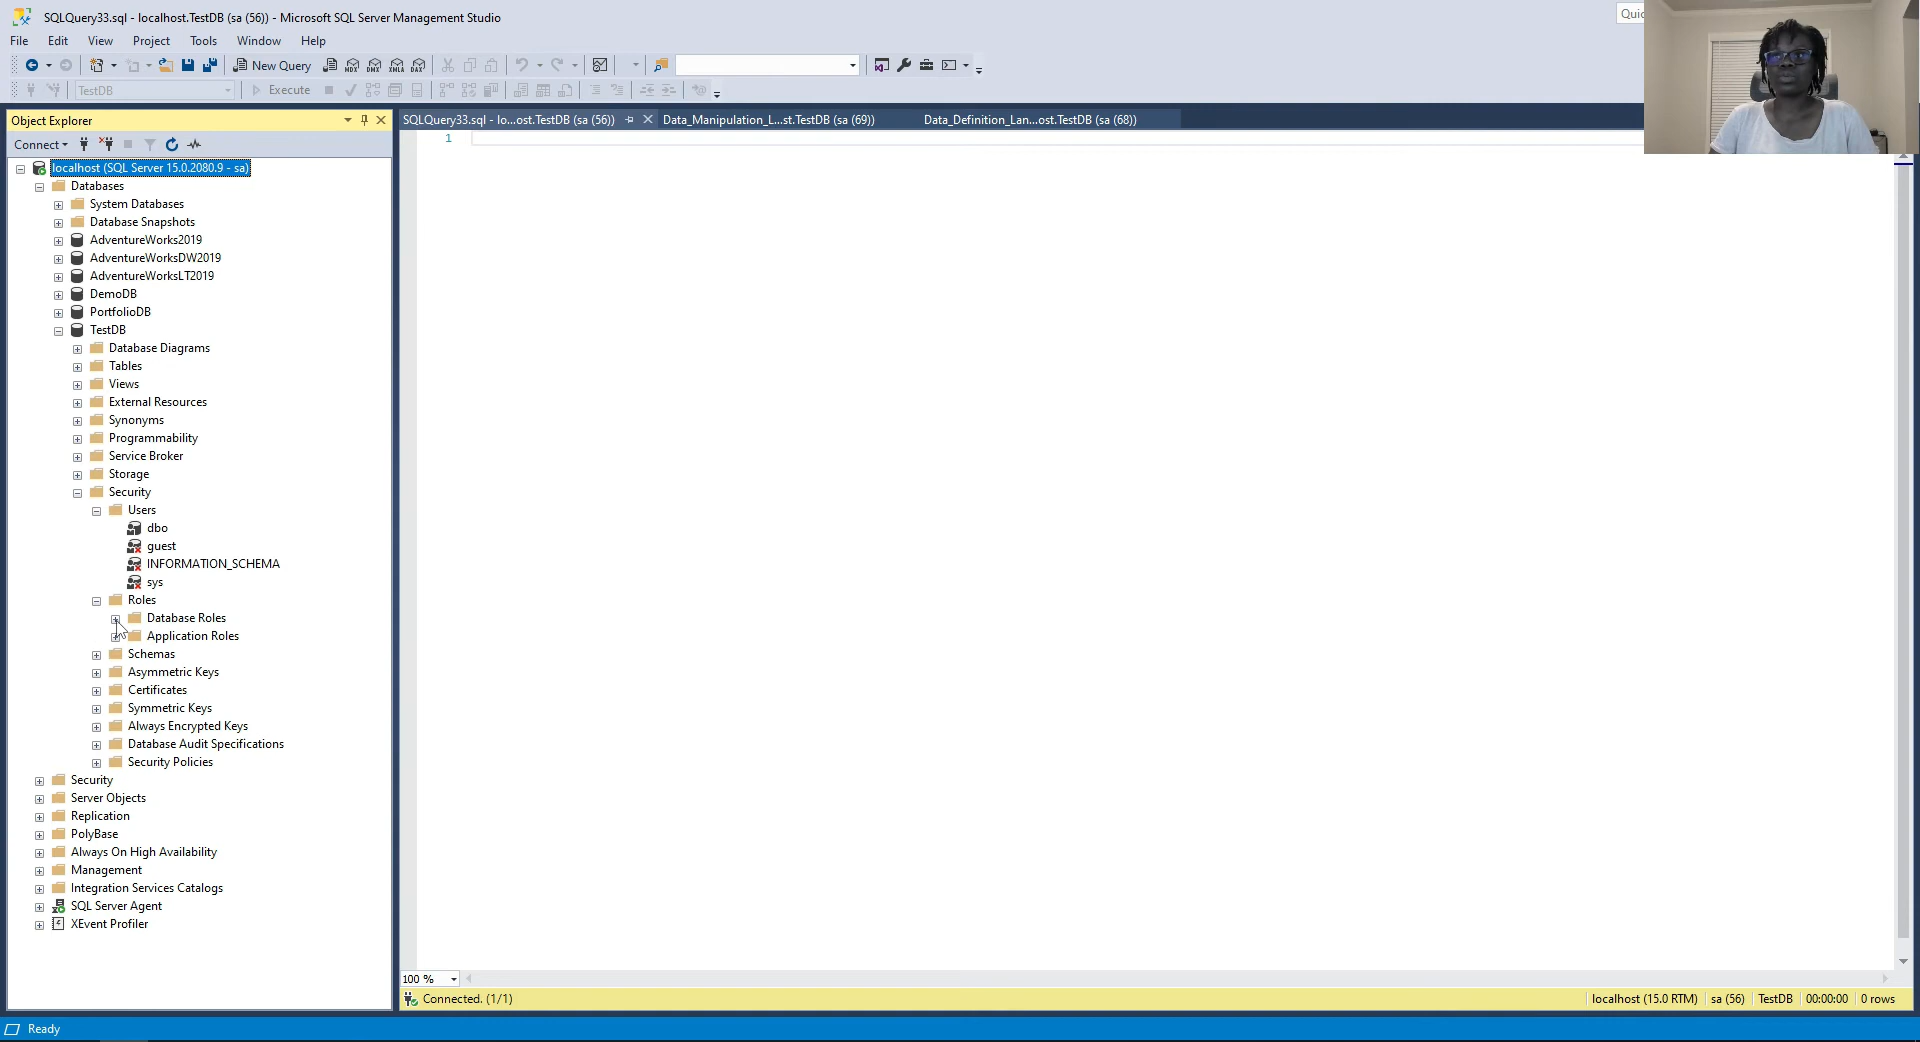 SQLQuery33.sql - localhost.TestDB (sa (56)) - Microsoft SQL Server Management Studio
File Edit View Project Tools Window Help
New Query MDX DMX XMLA DAX
TestDB Execute
Object Explorer
Connect
localhost (SQL Server 15.0.2080.9 - sa)
Databases
System Databases
Database Snapshots
AdventureWorks2019
AdventureWorksDW2019
AdventureWorksLT2019
DemoDB
PortfolioDB
TestDB
Database Diagrams
Tables
Views
External Resources
Synonyms
Programmability
Service Broker
Storage
Security
Users
dbo
guest
INFORMATION_SCHEMA
sys
Roles
Database Roles
Application Roles
Schemas
Asymmetric Keys
Certificates
Symmetric Keys
Always Encrypted Keys
Database Audit Specifications
Security Policies
Security
Server Objects
Replication
PolyBase
Always On High Availability
Management
Integration Services Catalogs
SQL Server Agent
XEvent Profiler
SQLQuery33.sql - lo...ost.TestDB (sa (56)) Data_Manipulation_L...st.TestDB (sa (69)) Data_Definition_Lan...ost.TestDB (sa (68))
1
100 %
Connected. (1/1) localhost (15.0 RTM) sa (56) TestDB 00:00:00 0 rows
Ready